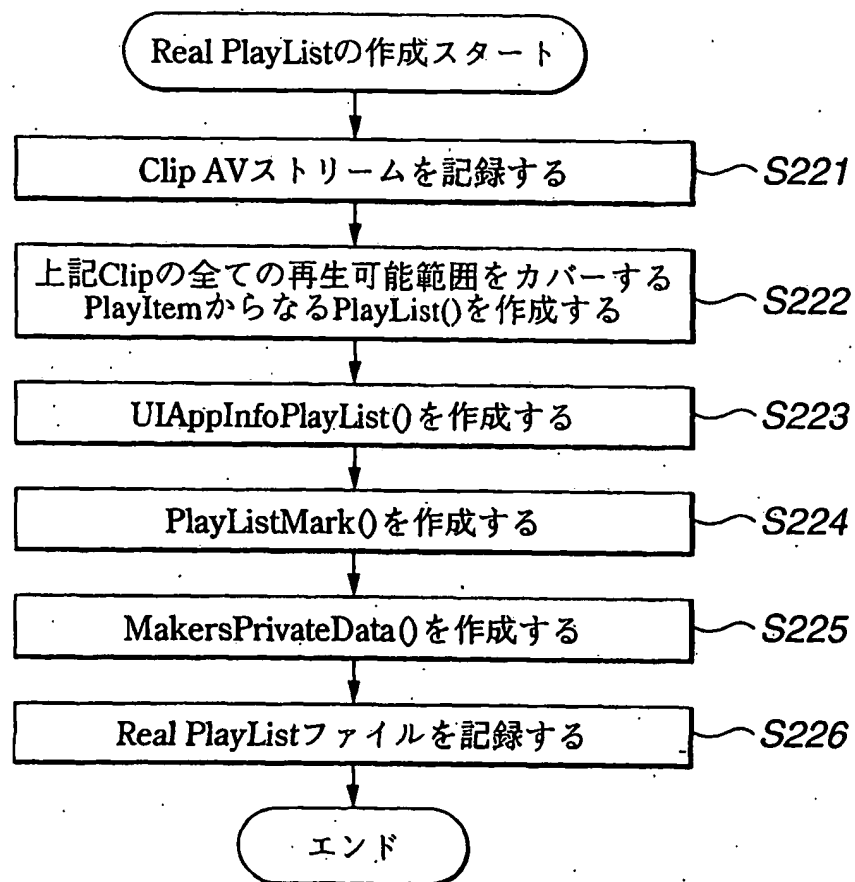 Real PlayListの作成スタート
Clip AVストリームを記録する
S221
上記Clipの全ての再生可能範囲をカバーする
PlayItemからなるPlayList()を作成する
S222
UIAppInfoPlayList()を作成する
S223
PlayListMark()を作成する
S224
MakersPrivateData()を作成する
S225
Real PlayListファイルを記録する
S226
エンド